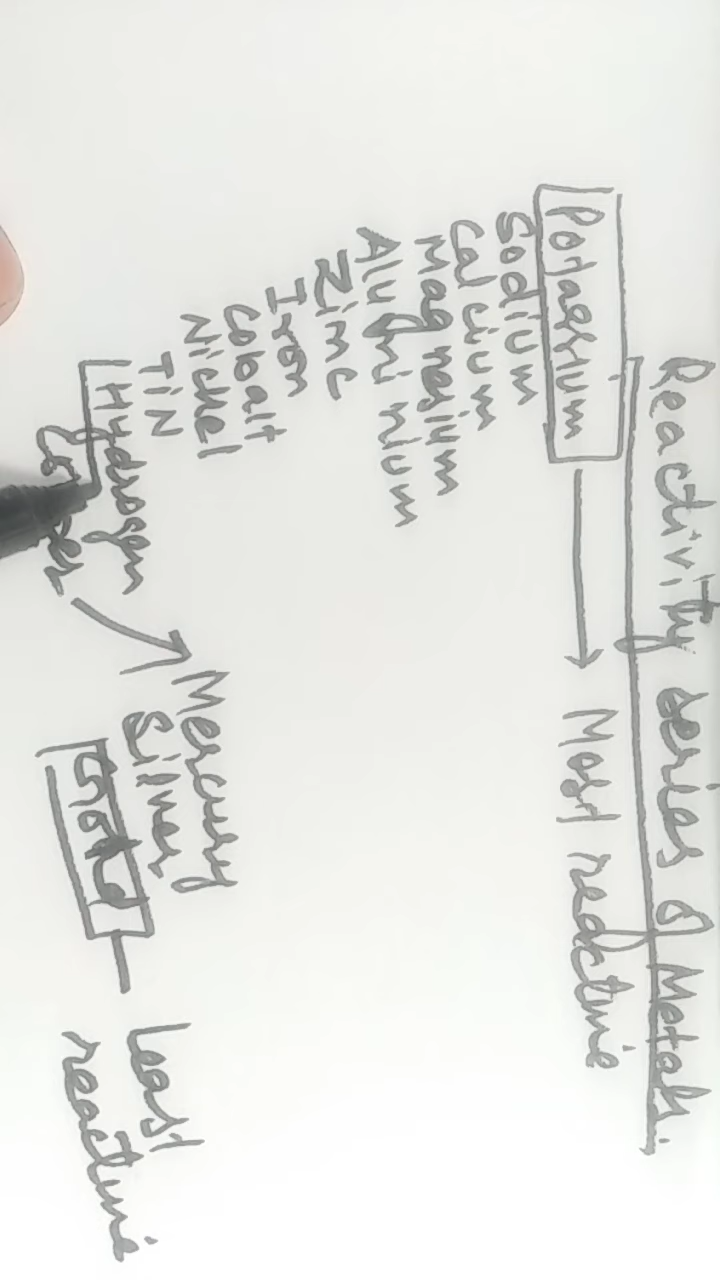 Reactivity series of Metals.
Potassium → Most reactive
Sodium
Calcium
Magnesium
Aluminium
Zinc
Iron
Cobalt
Nickel
TIN
Hydrogen
Mercury
Silver
Gold — Least
reactive